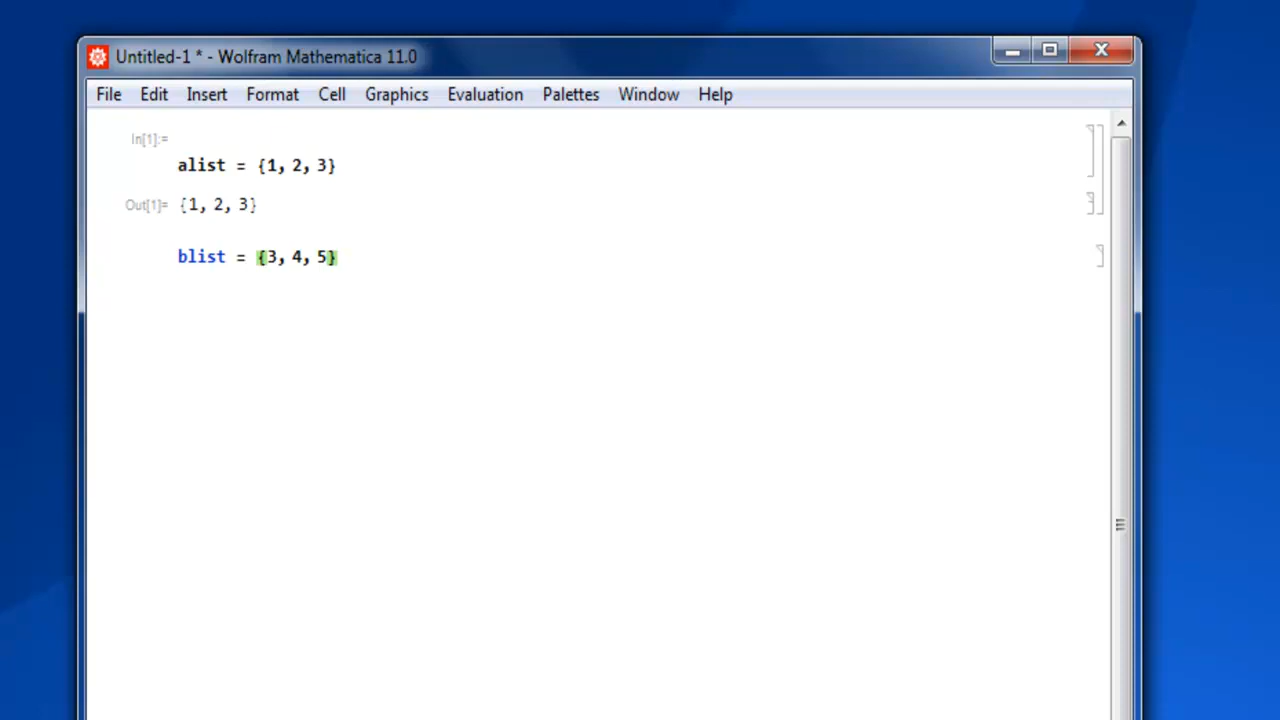 Untitled-1 * - Wolfram Mathematica 11.0
File Edit Insert Format Cell Graphics Evaluation Palettes Window Help
In[1]:=
alist = {1, 2, 3}
Out[1]= {1, 2, 3}
blist = {3, 4, 5}